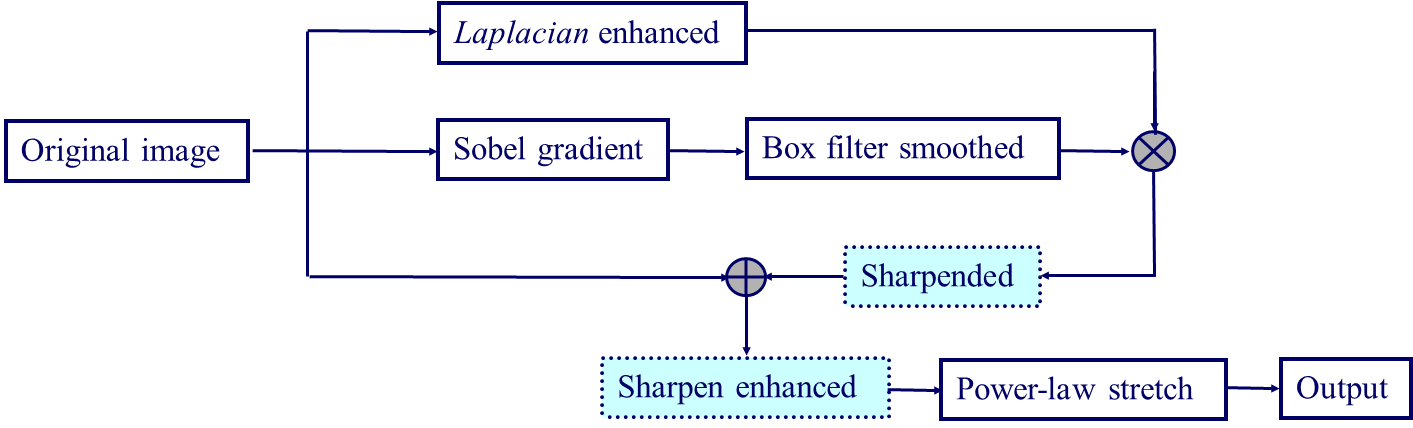 Laplacian enhanced
Original image
Sobel gradient
Box filter smoothed
Sharpended
Sharpen enhanced
Power-law stretch
Output